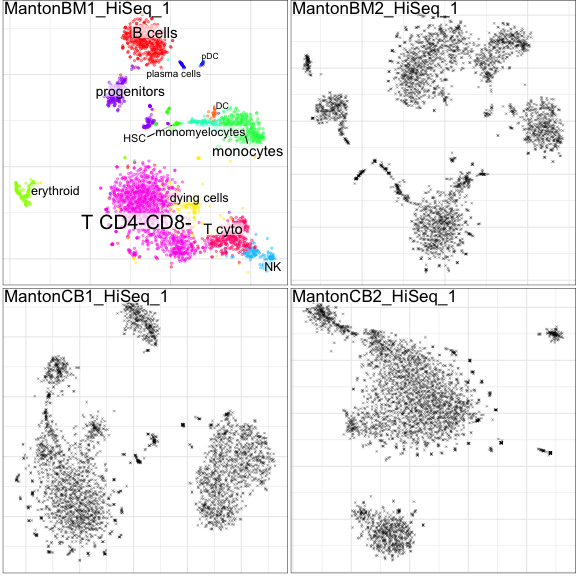 MantonBM1_HiSeq_1
B cells
pDC
plasma cells
progenitors
DC
HSC
monomyelocytes
monocytes
erythroid
dying cells
T CD4-CD8-
T cyto
NK
MantonBM2_HiSeq_1
MantonCB1_HiSeq_1
MantonCB2_HiSeq_1